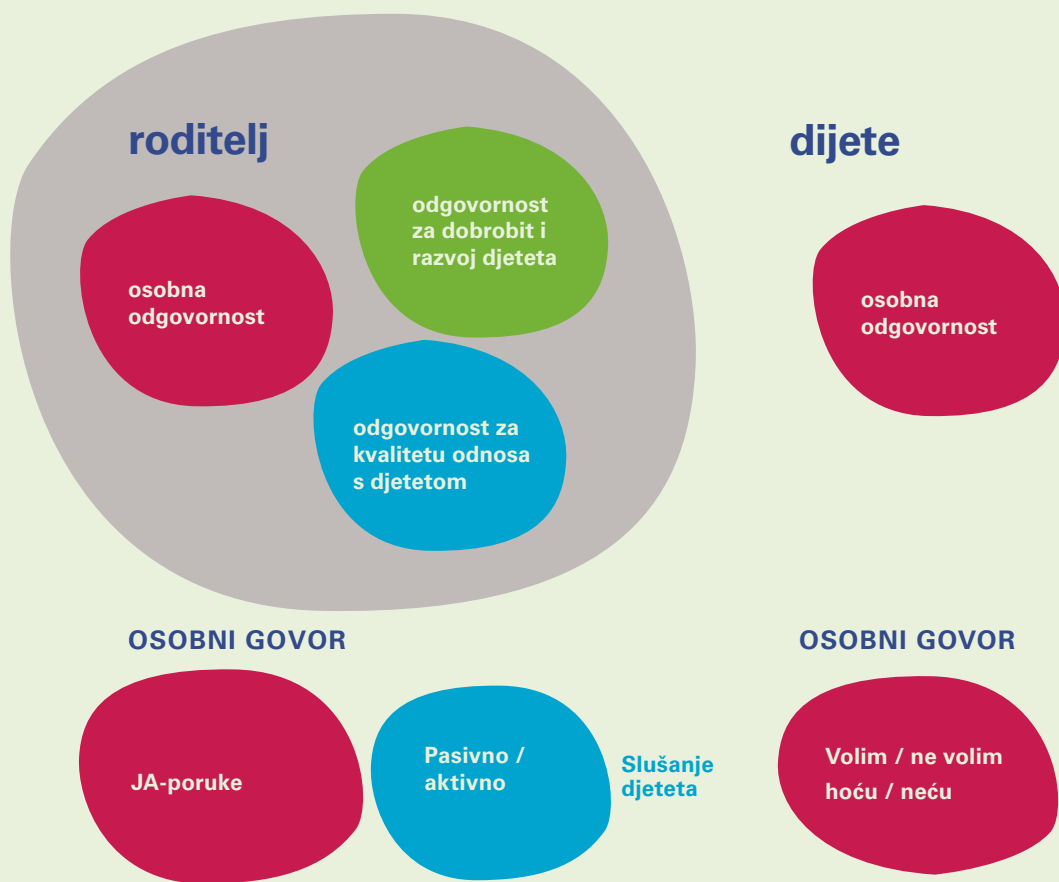 roditelj
odgovornost
za dobrobit i
razvoj djeteta
osobna
odgovornost
odgovornost za
kvalitetu odnosa
s djetetom
dijete
osobna
odgovornost
OSOBNI GOVOR
JA-poruke
Pasivno /
aktivno
Slušanje
djeteta
OSOBNI GOVOR
Volim / ne volim
hoću / neću